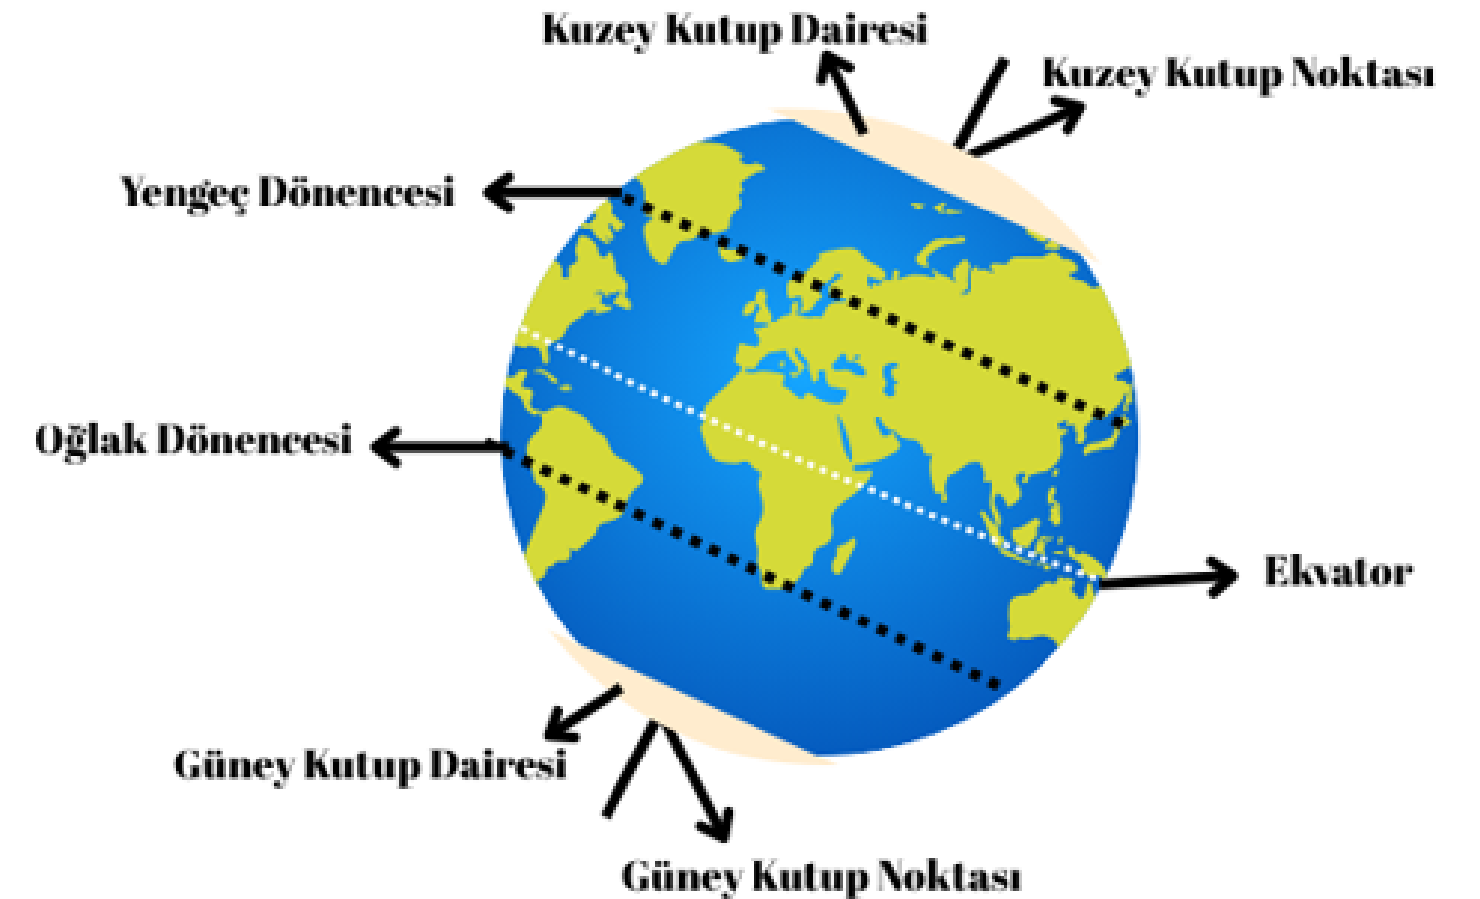 Kuzey Kutup Dairesi
Kuzey Kutup Noktası
Yengeç Dönencesi
Oğlak Dönencesi
Ekvator
Güney Kutup Dairesi
Güney Kutup Noktası